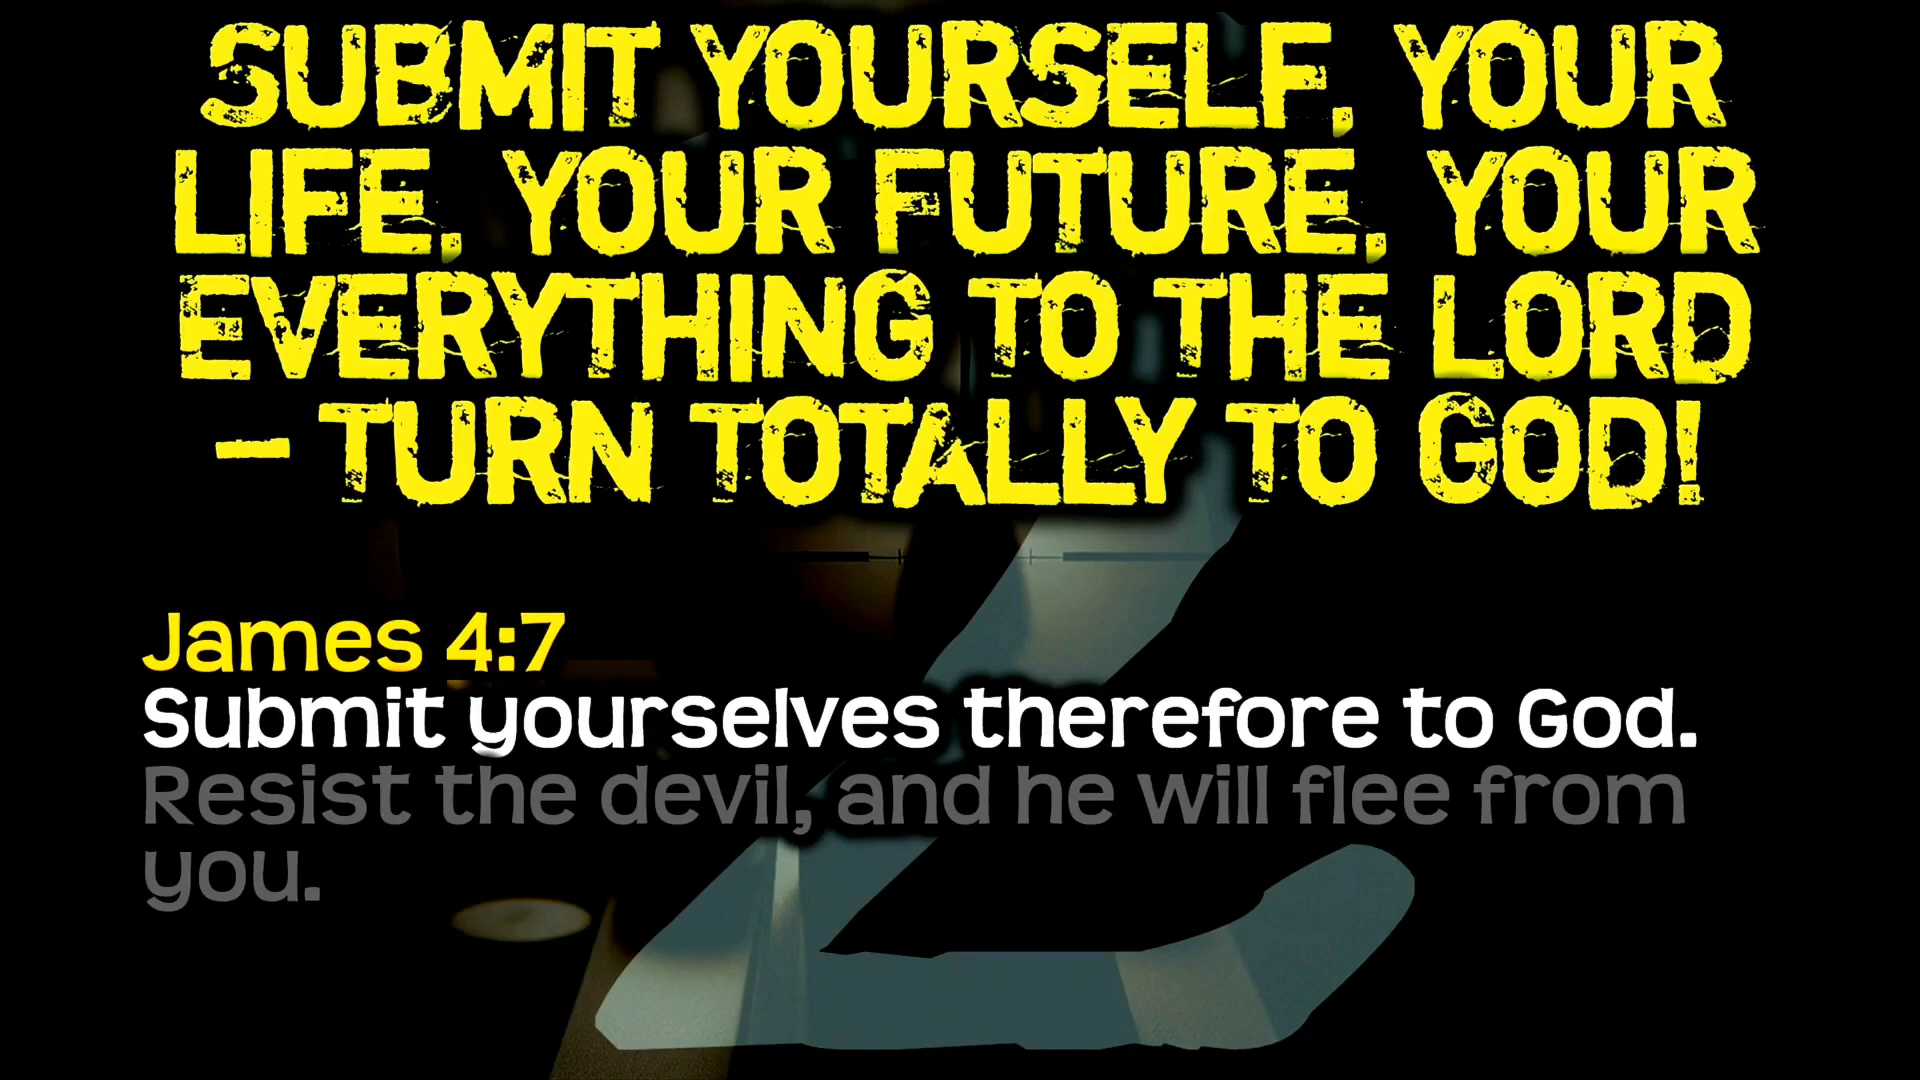 SUBMIT YOURSELF, YOUR
LIFE, YOUR FUTURE, YOUR
EVERYTHING TO THE LORD
– TURN TOTALLY TO GOD!
James 4:7
Submit yourselves therefore to God.
Resist the devil, and he will flee from
you.